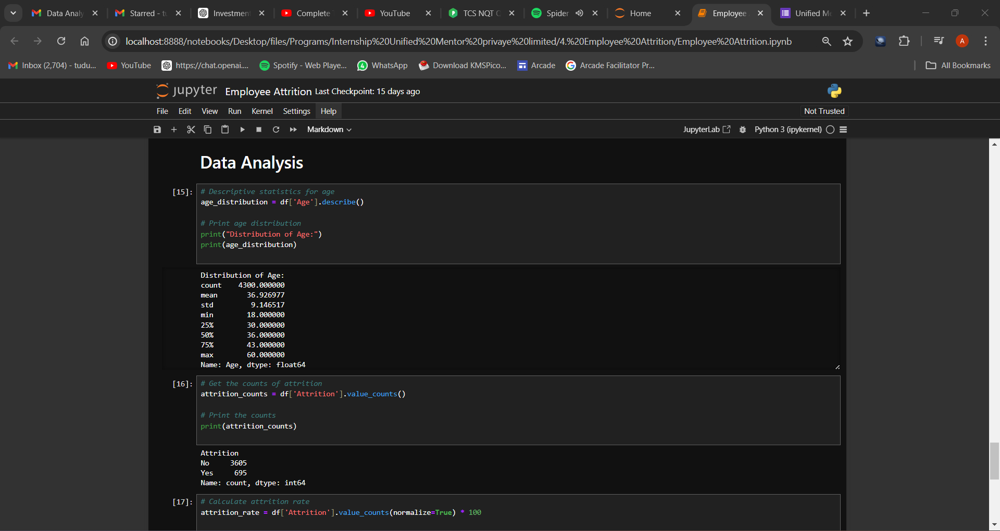 Data Analy
Starred - tu
Investment
Complete
YouTube
TCS NQT C
Spider
Home
Employee
Unified Me
localhost:8888/notebooks/Desktop/files/Programs/Internship%20Unified%20Mentor%20privaye%20limited/4.%20Employee%20Attrition/Employee%20Attrition.ipynb
A
Inbox (2,704) - tudu...
YouTube
https://chat.openai....
Spotify - Web Playe...
4
WhatsApp
Download KMSPico...
Arcade
Arcade Facilitator Pr...
All Bookmarks
jupyter Employee Attrition Last Checkpoint: 15 days ago
File Edit View Run Kernel Settings Help
Not Trusted
Markdown
JupyterLab
Python 3 (ipykernel)
Data Analysis
[15]:
# Descriptive statistics for age
age_distribution = df['Age'].describe()
# Print age distribution
print("Distribution of Age:")
print(age_distribution)
Distribution of Age:
count 4300.000000
mean 36.926977
std 9.146517
min 18.000000
25% 30.000000
50% 36.000000
75% 43.000000
max 60.000000
Name: Age, dtype: float64
[16]:
# Get the counts of attrition
attrition_counts = df['Attrition'].value_counts()
# Print the counts
print(attrition_counts)
Attrition
No 3605
Yes 695
Name: count, dtype: int64
[17]:
# Calculate attrition rate
attrition_rate = df['Attrition'].value_counts(normalize=True) * 100